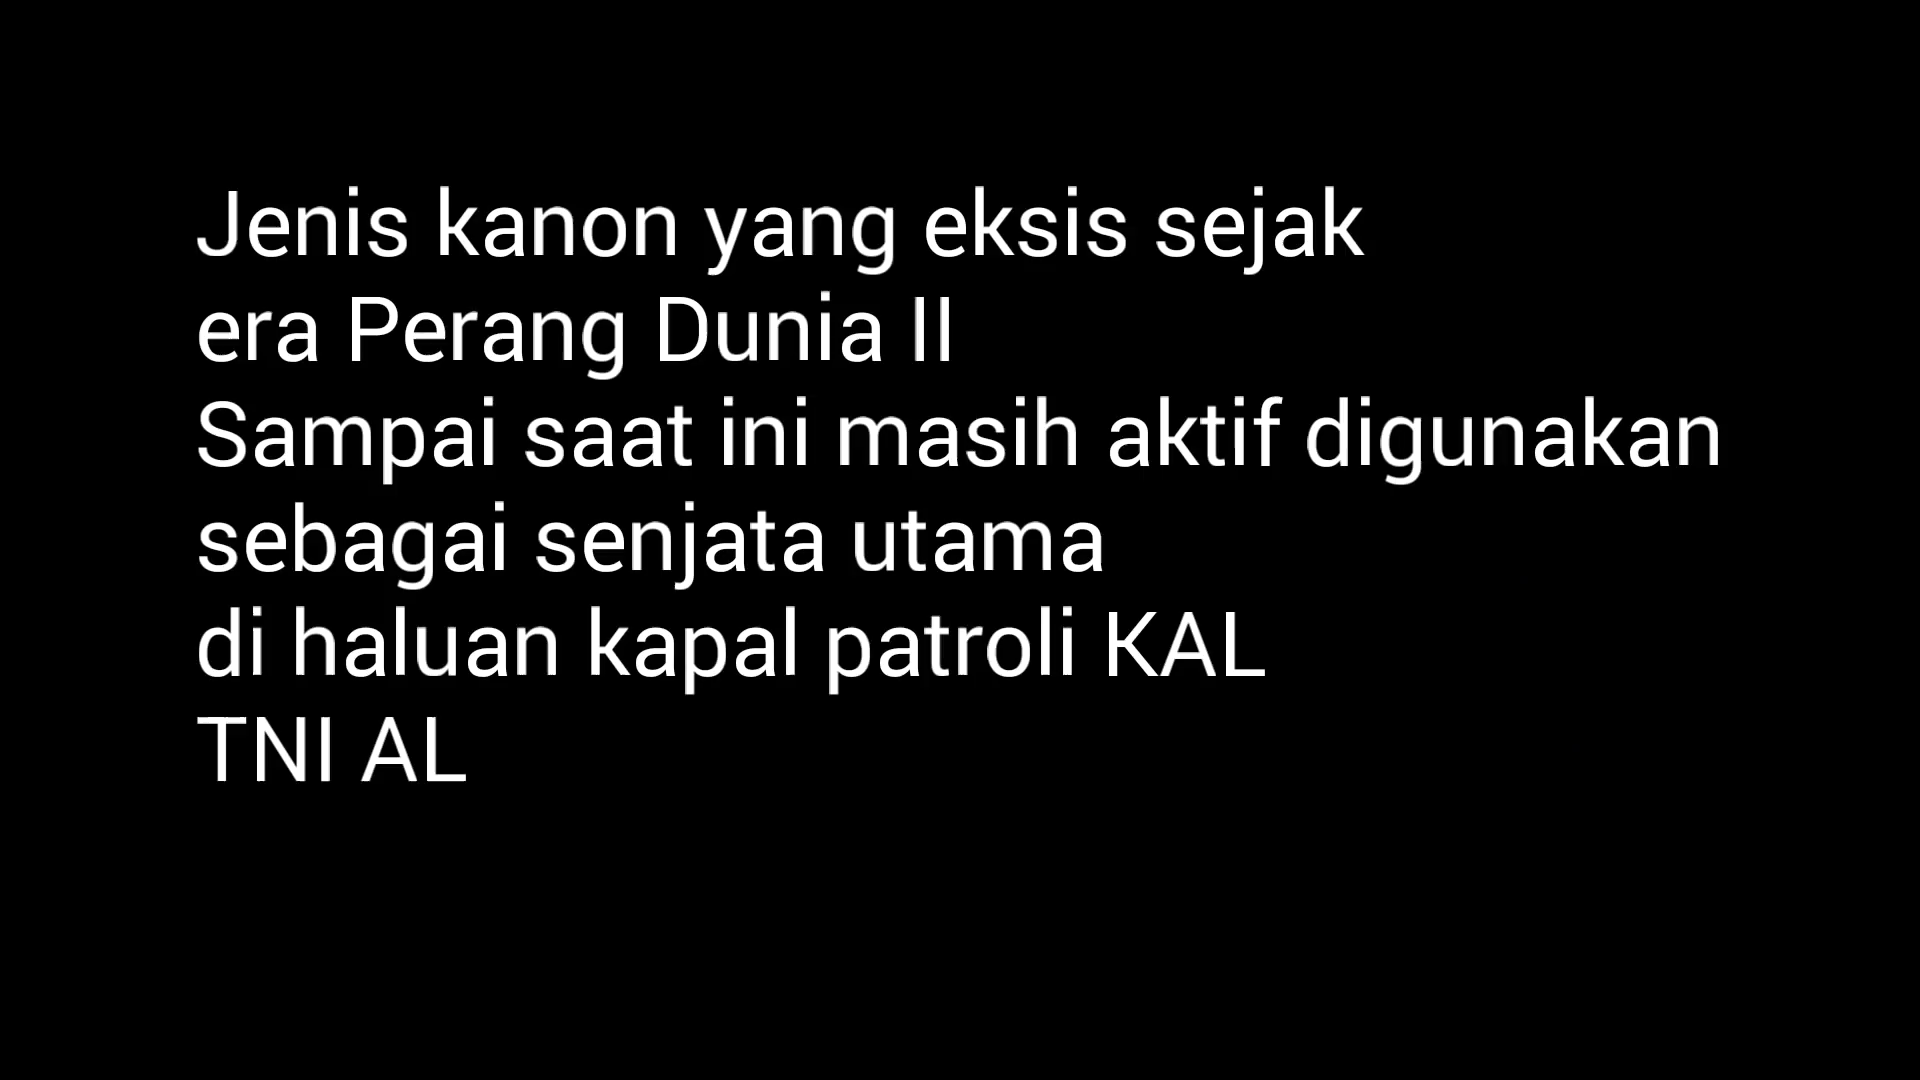 Jenis kanon yang eksis sejak
era Perang Dunia II
Sampai saat ini masih aktif digunakan
sebagai senjata utama
di haluan kapal patroli KAL
TNI AL